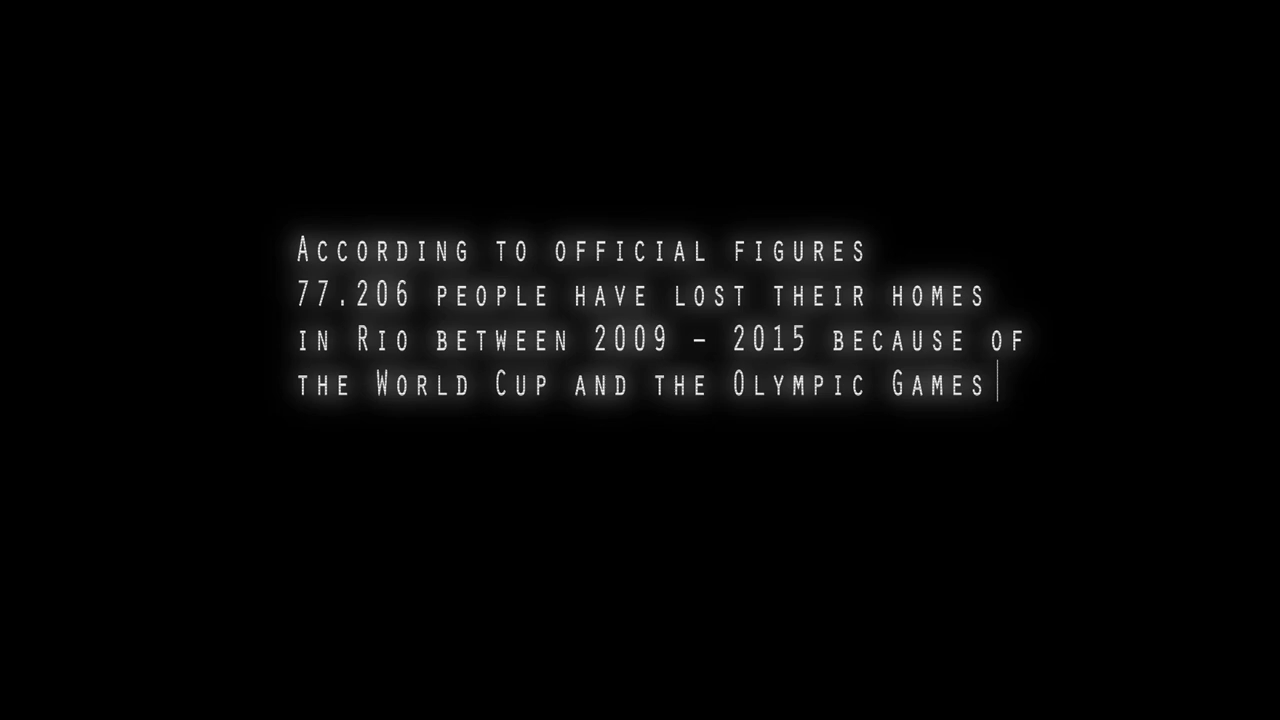 According to official figures
77.206 people have lost their homes
in Rio between 2009 – 2015 because of
the World Cup and the Olympic Games